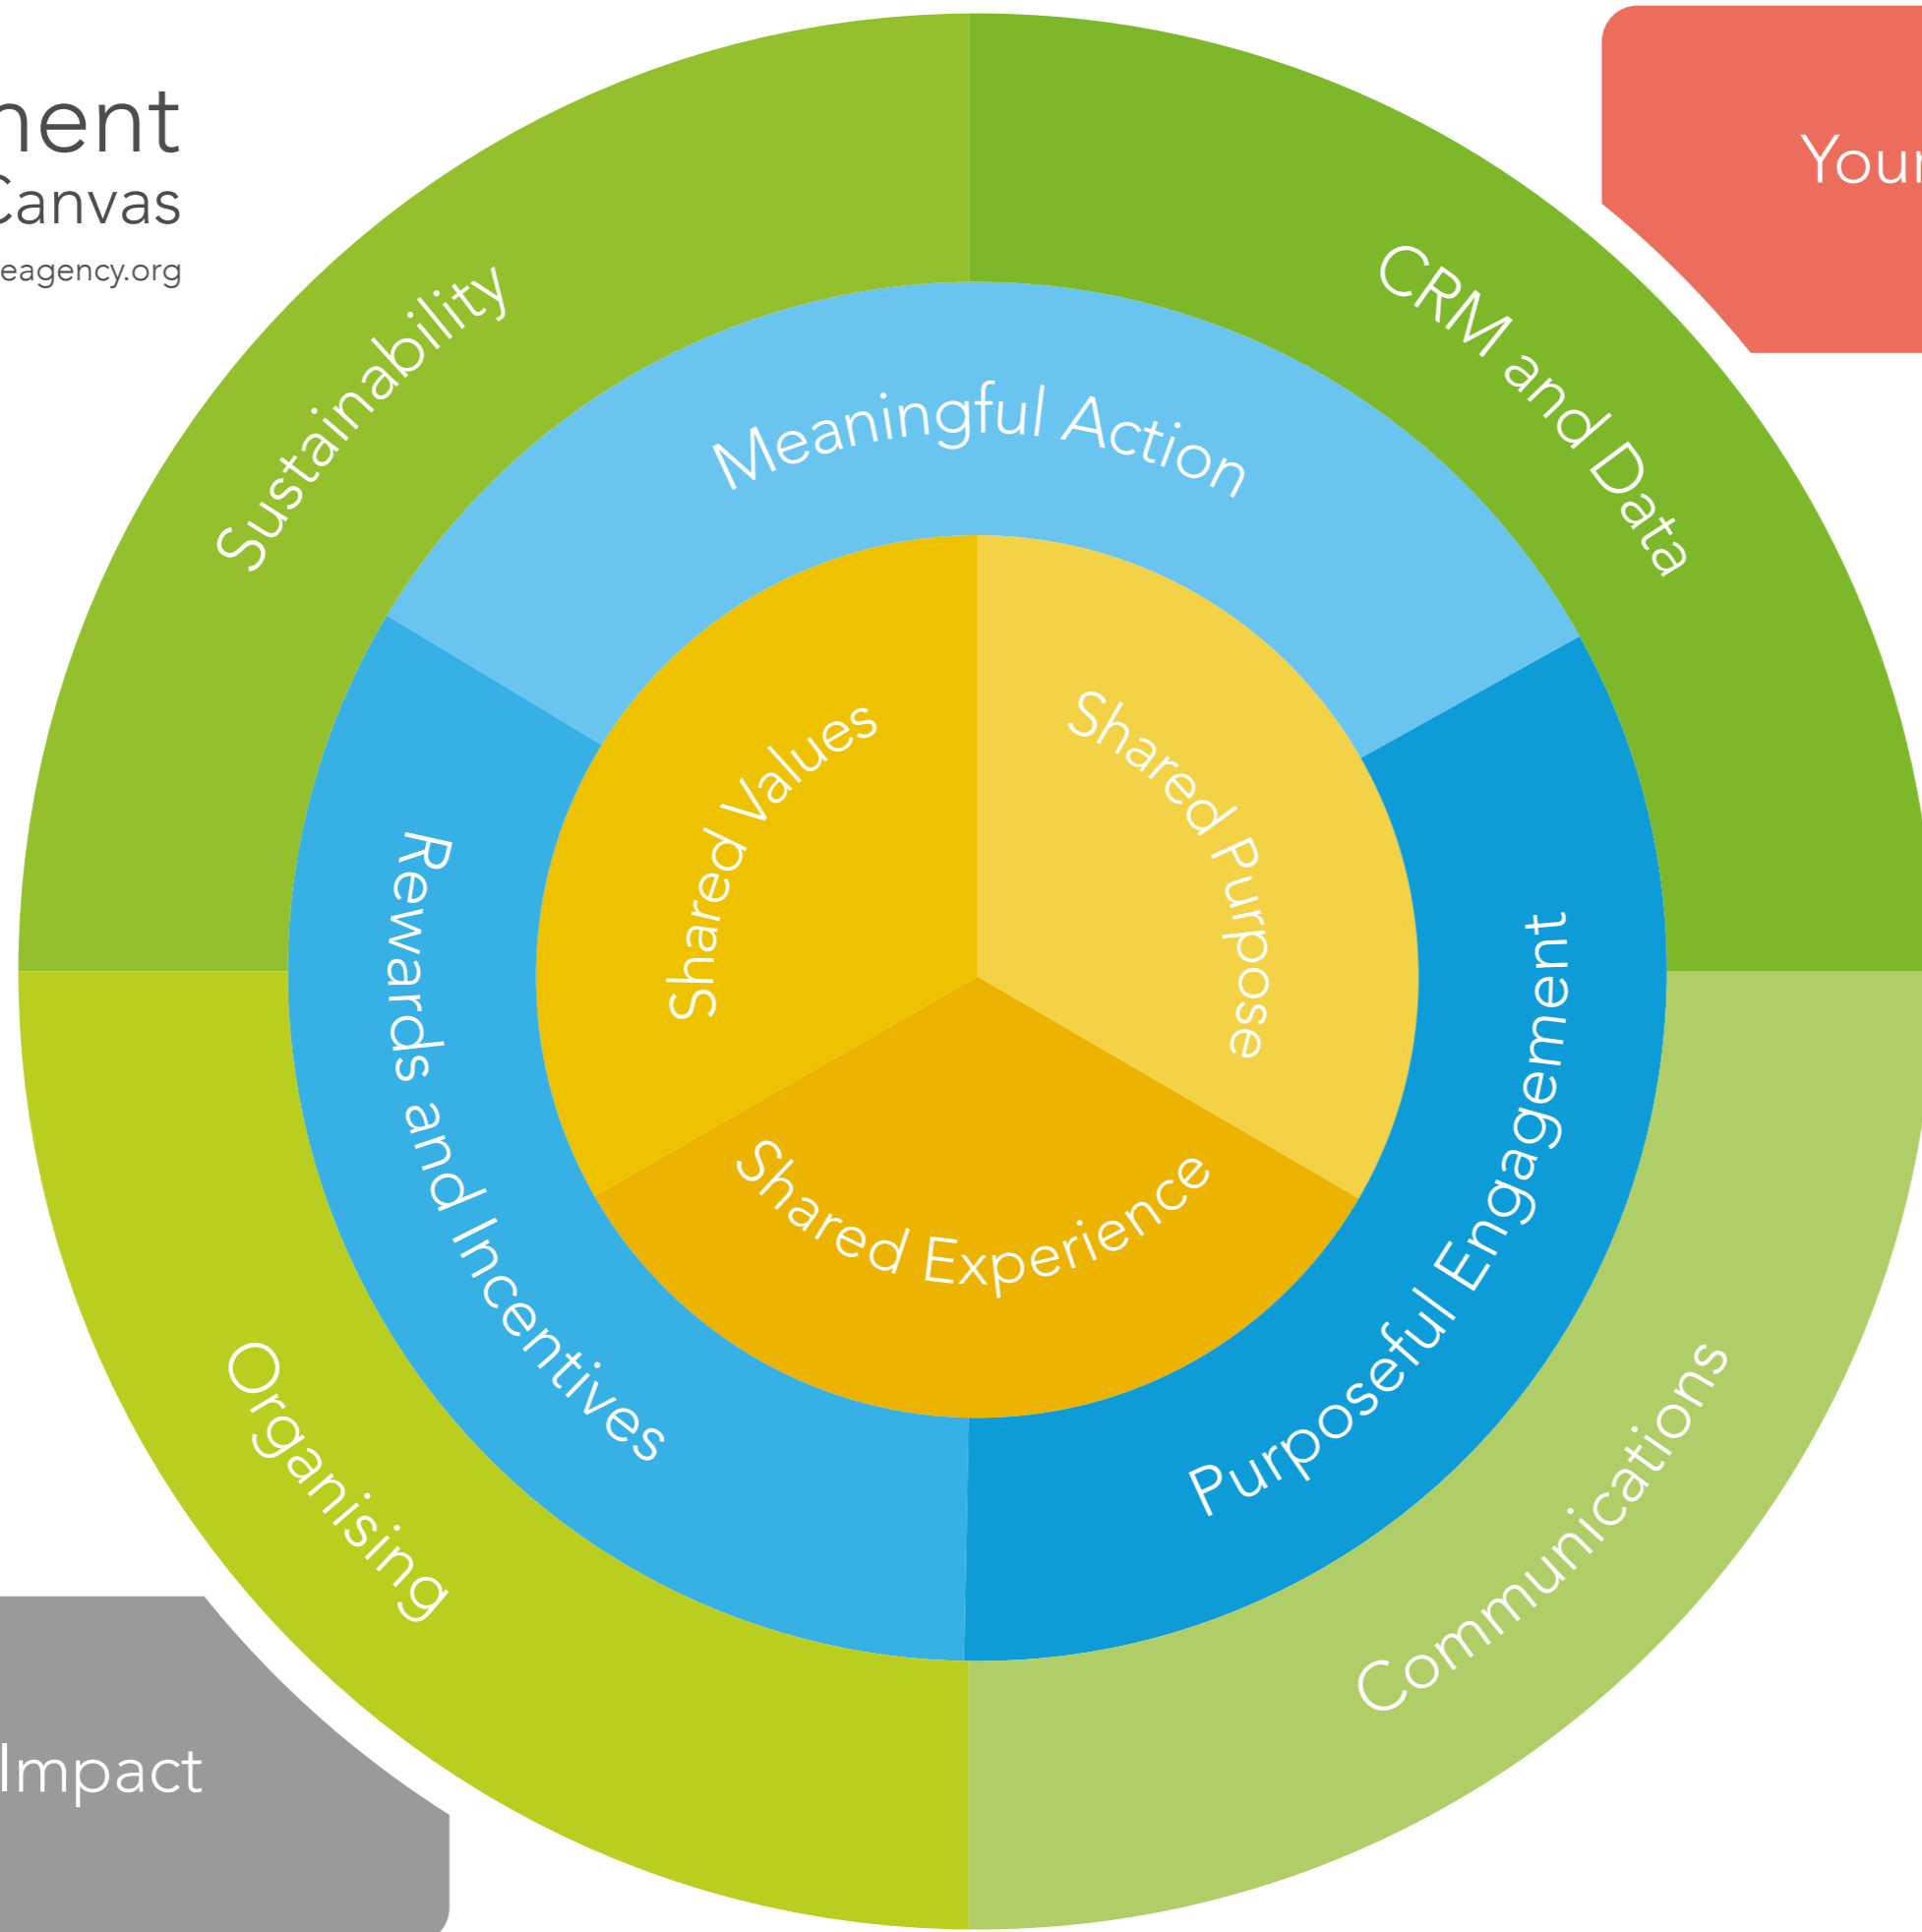 nent
Canvas
eagency.org
Your
Sustainability
CRM and Data
Meaningful Action
Shared Values
Shared Purpose
Rewards and Incentives
Purposeful Engagement
Shared Experience
Organising
Communications
Impact